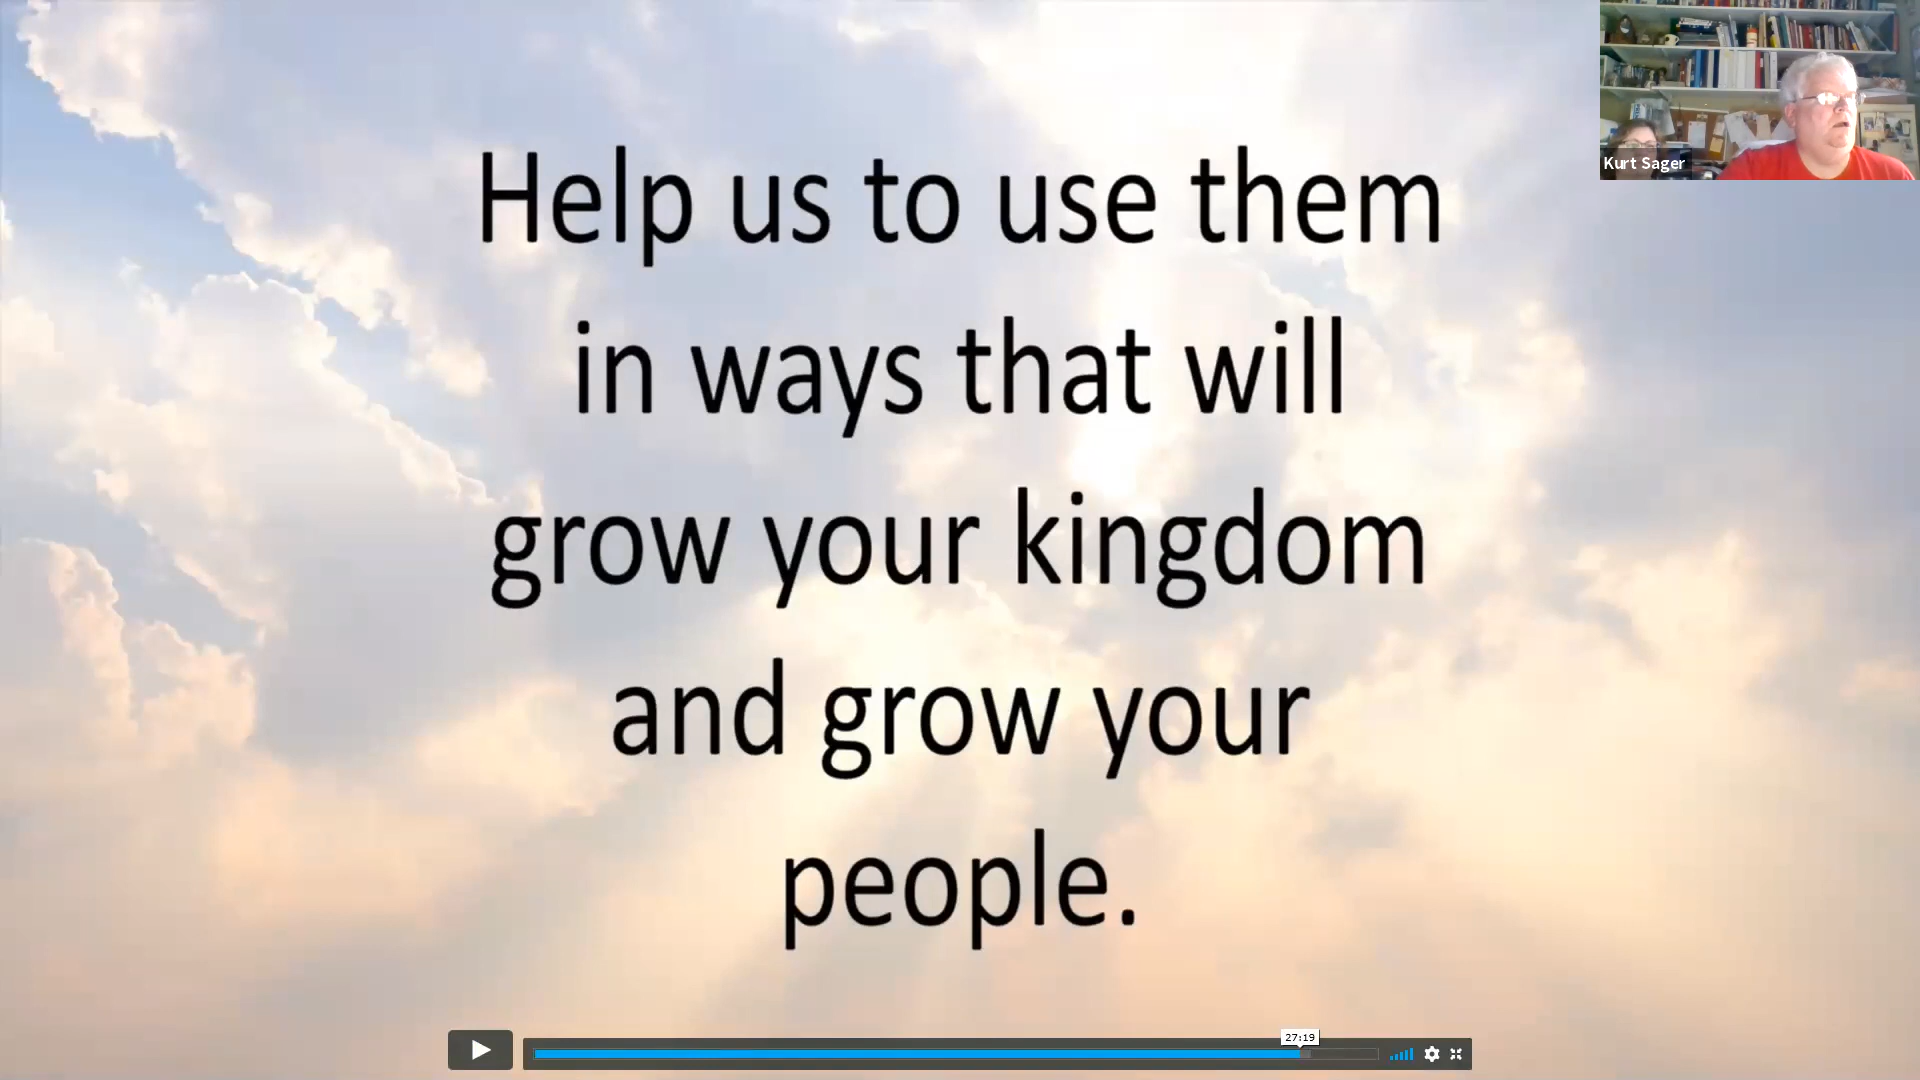 Help us to use them
in ways that will
grow your kingdom
and grow your
people.
Kurt Sager
27:19